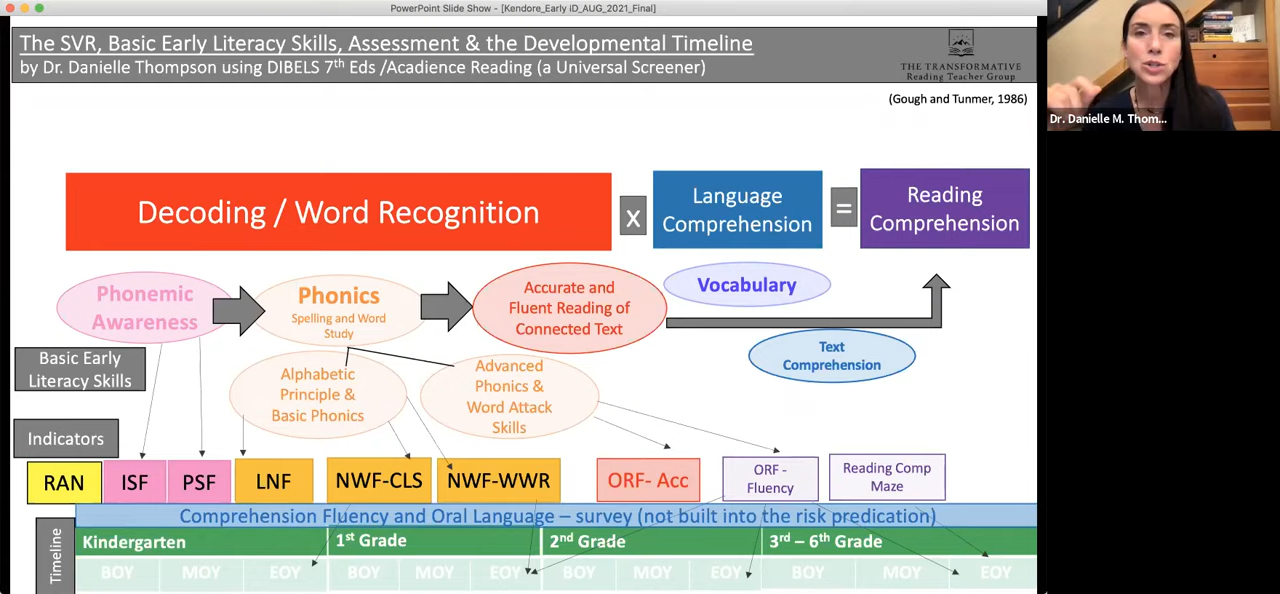 PowerPoint Slide Show - [Kendore_Early iD_AUG_2021_Final]
The SVR, Basic Early Literacy Skills, Assessment & the Developmental Timeline
by Dr. Danielle Thompson using DIBELS 7th Eds /Acadience Reading (a Universal Screener)
THE TRANSFORMATIVE
Reading Teacher Group
Dr. Danielle M. Thom...
(Gough and Tunmer, 1986)
Decoding / Word Recognition
x
Language
Comprehension
=
Reading
Comprehension
Phonemic
Awareness
Phonics
Spelling and Word
Study
Accurate and
Fluent Reading of
Connected Text
Vocabulary
Text
Comprehension
Basic Early
Literacy Skills
Alphabetic
Principle &
Basic Phonics
Advanced
Phonics &
Word Attack
Skills
Indicators
RAN
ISF
PSF
LNF
NWF-CLS
NWF-WWR
ORF- Acc
ORF -
Fluency
Reading Comp
Maze
Comprehension Fluency and Oral Language – survey (not built into the risk predication)
Timeline
Kindergarten
1st Grade
2nd Grade
3rd – 6th Grade
BOY
MOY
EOY
BOY
MOY
EOY
BOY
MOY
EOY
BOY
MOY
EOY